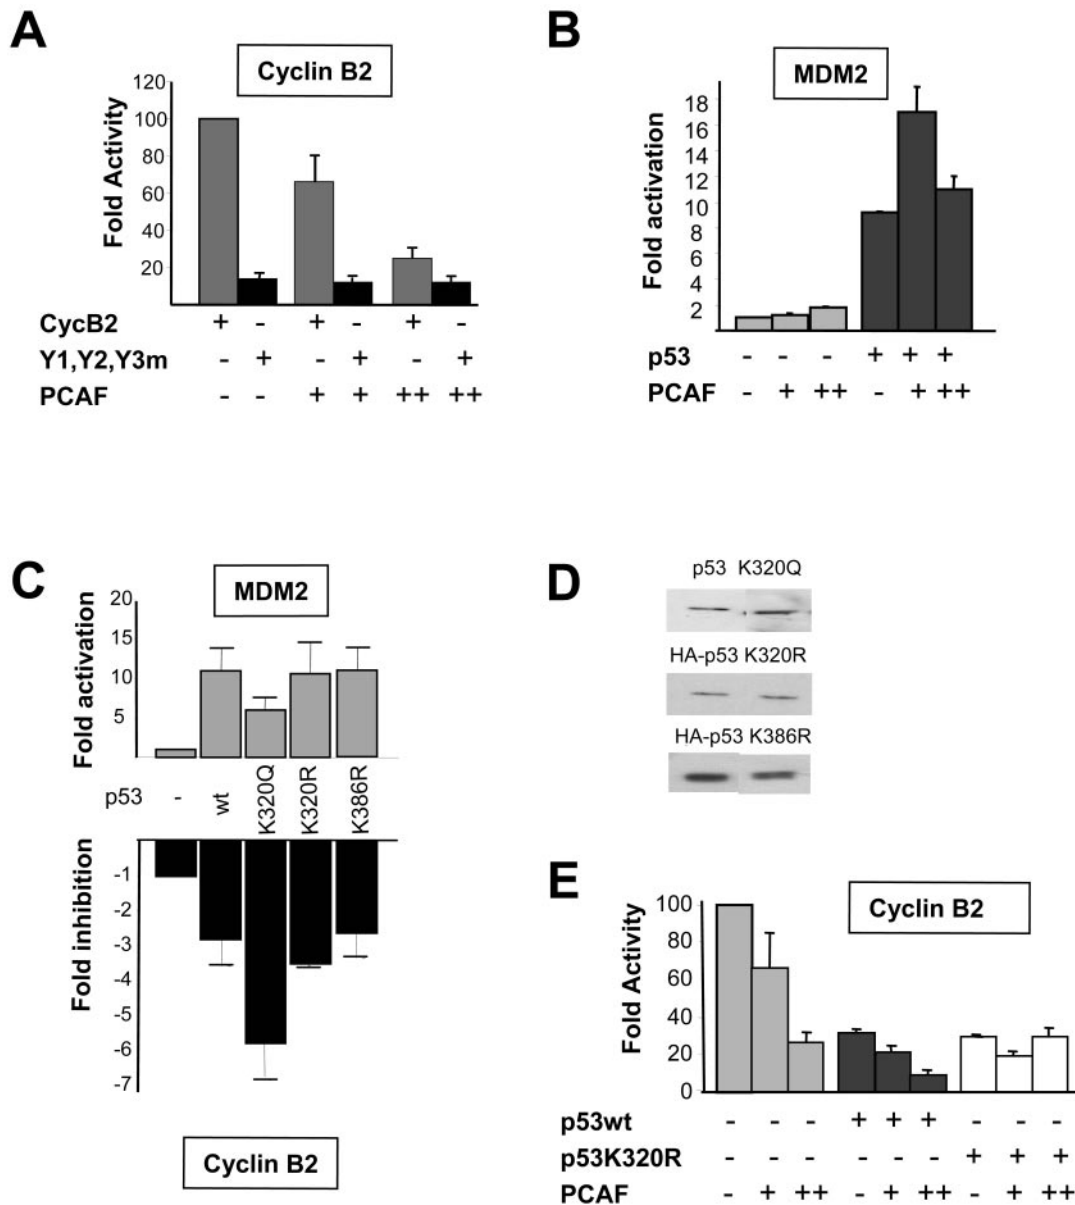 A
Cyclin B2
Fold Activity
120
100
80
60
40
20
CycB2 + - + - + -
Y1,Y2,Y3m - + - + - +
PCAF - - + + ++ ++
B
MDM2
Fold activation
18
16
14
12
10
8
6
4
2
p53 - - - + + +
PCAF - + ++ - + ++
C
MDM2
Fold activation
20
15
10
5
p53 - wt K320Q K320R K386R
Fold inhibition
-1
-2
-3
-4
-5
-6
-7
Cyclin B2
D
p53 K320Q
HA-p53 K320R
HA-p53 K386R
E
Cyclin B2
Fold Activity
100
80
60
40
20
0
p53wt - - - + + + - - -
p53K320R - - - - - - + + +
PCAF - + ++ - + ++ - + ++